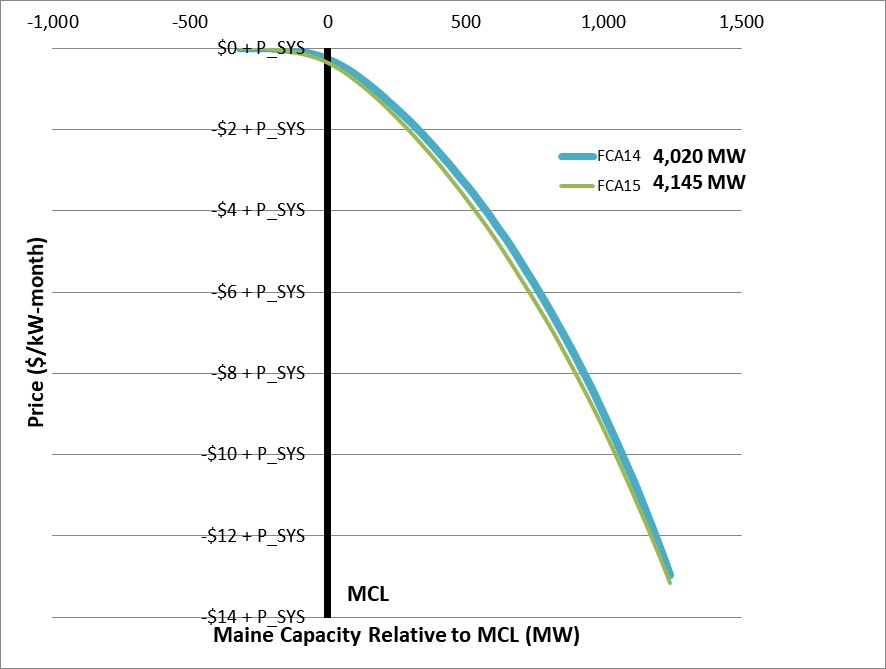 -1,000 -500 0 500 1,000 1,500
$0 + P_SYS
-$2 + P_SYS
FCA14 4,020 MW
FCA15 4,145 MW
-$4 + P_SYS
-$6 + P_SYS
Price ($/kW-month)
-$8 + P_SYS
-$10 + P_SYS
-$12 + P_SYS
MCL
-$14 + P_SYS
Maine Capacity Relative to MCL (MW)